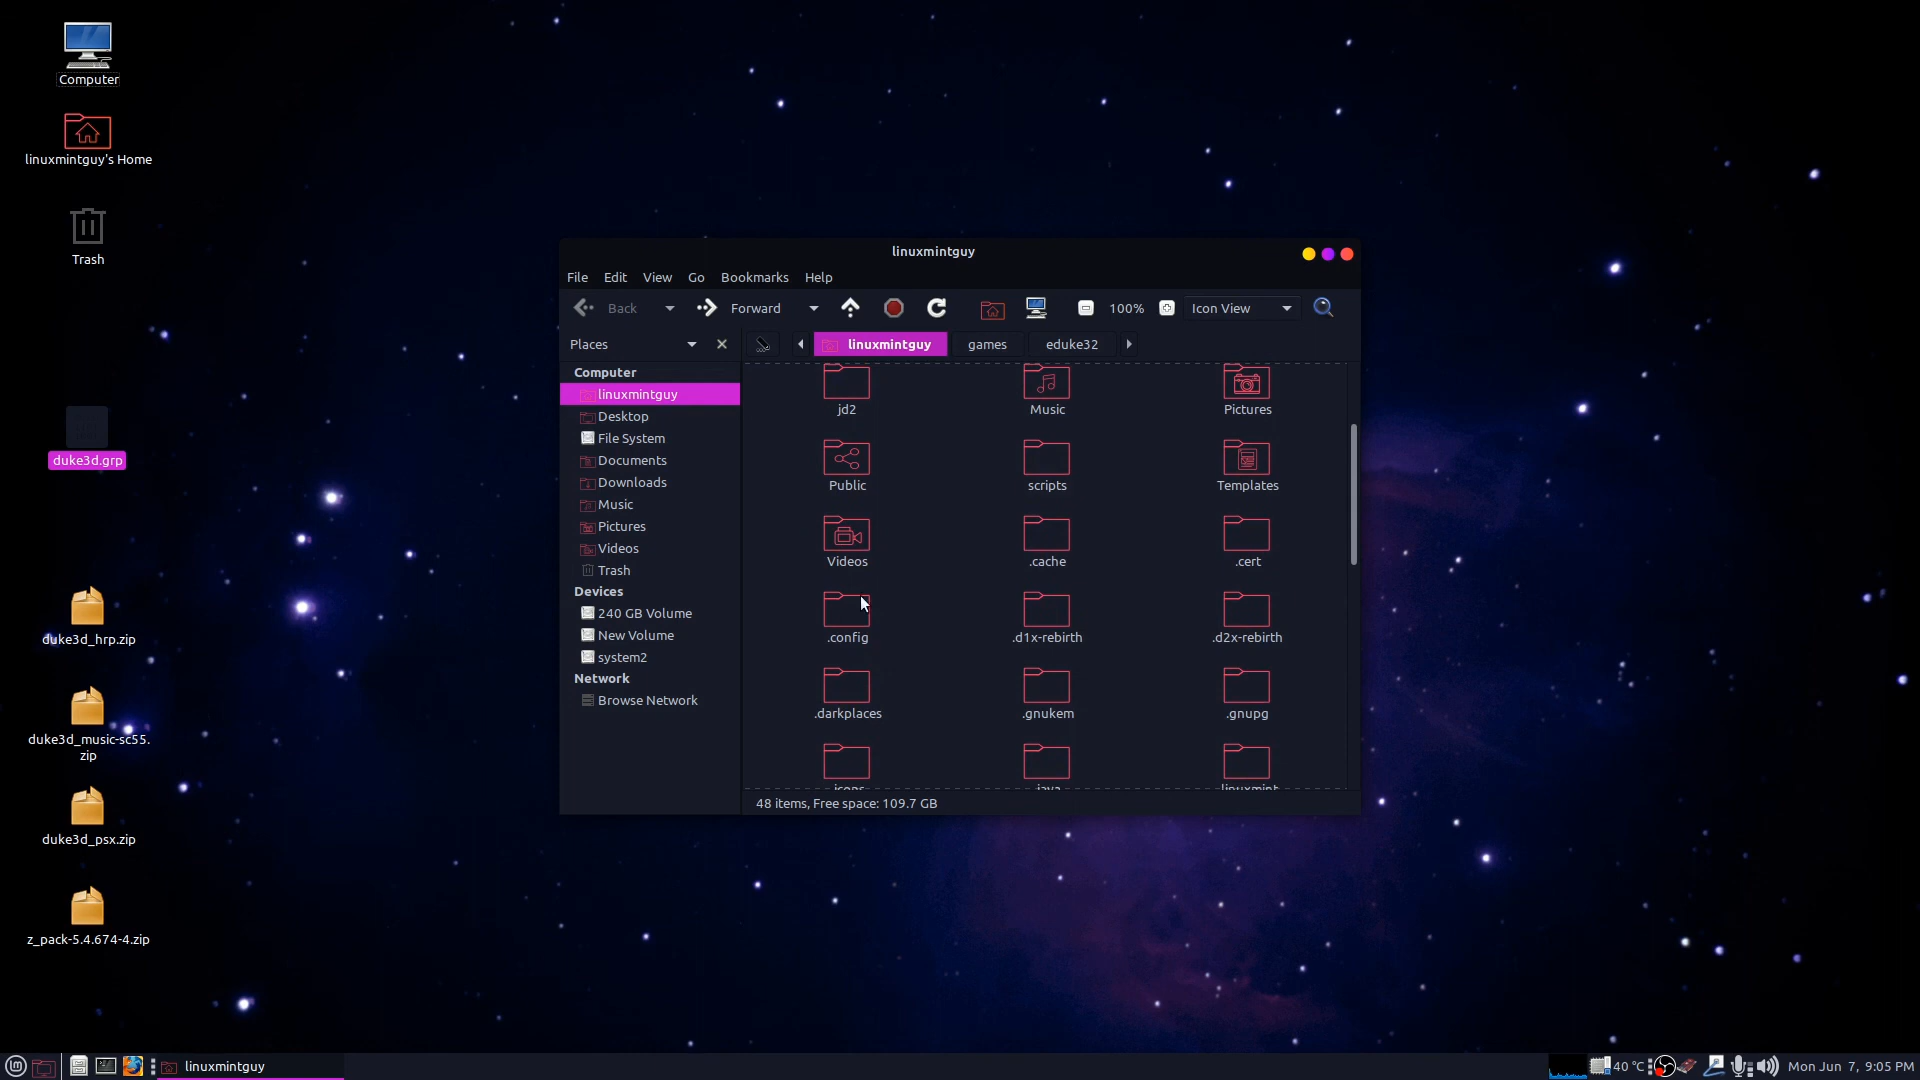 Computer
linuxmintguy's Home
Trash
duke3d.grp
duke3d_hrp.zip
duke3d_music-sc55.
zip
duke3d_psx.zip
z_pack-5.4.674-4.zip
linuxmintguy
File Edit View Go Bookmarks Help
Back Forward 100% Icon View
Places linuxmintguy games eduke32
Computer
linuxmintguy
Desktop
File System
Documents
Downloads
Music
Pictures
Videos
Trash
Devices
240 GB Volume
New Volume
system2
Network
Browse Network
jd2 Music Pictures
Public scripts Templates
Videos .cache .cert
.config .d1x-rebirth .d2x-rebirth
.darkplaces .gnukem .gnupg
48 items, Free space: 109.7 GB
linuxmintguy
40 °C
Mon Jun 7, 9:05 PM